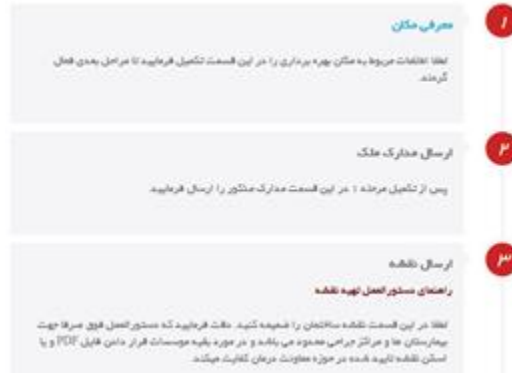 ۱
معرفی مکان
لطفا اطلاعات مربوط به مکان بهره برداری را در این قسمت تکمیل فرمایید تا مراحل بعدی فعال
گردند.
۲
ارسال مدارک ملک
پس از تکمیل مرحله ۱ در این قسمت مدارک مذکور را ارسال فرمایید
۳
ارسال نقشه
راهنمای دستورالعمل تهیه نقشه
لطفا در این قسمت نقشه ساختمان را ضمیمه کنید. دقت فرمایید که دستورالعمل فوق صرفا جهت
بیمارستان ها و مراکز جراحی محدود می باشد و در مورد بقیه موسسات قرار دادن فایل PDF و یا
اسکن نقشه تایید شده در حوزه معاونت درمان کفایت میکند.